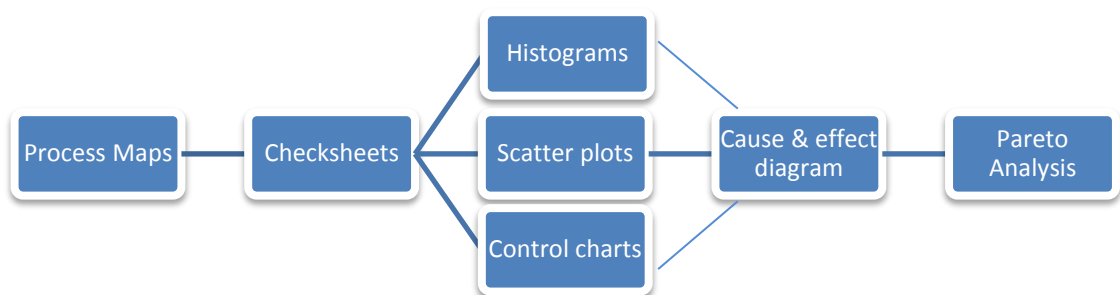 Process Maps
Checksheets
Histograms
Scatter plots
Control charts
Cause & effect
diagram
Pareto
Analysis